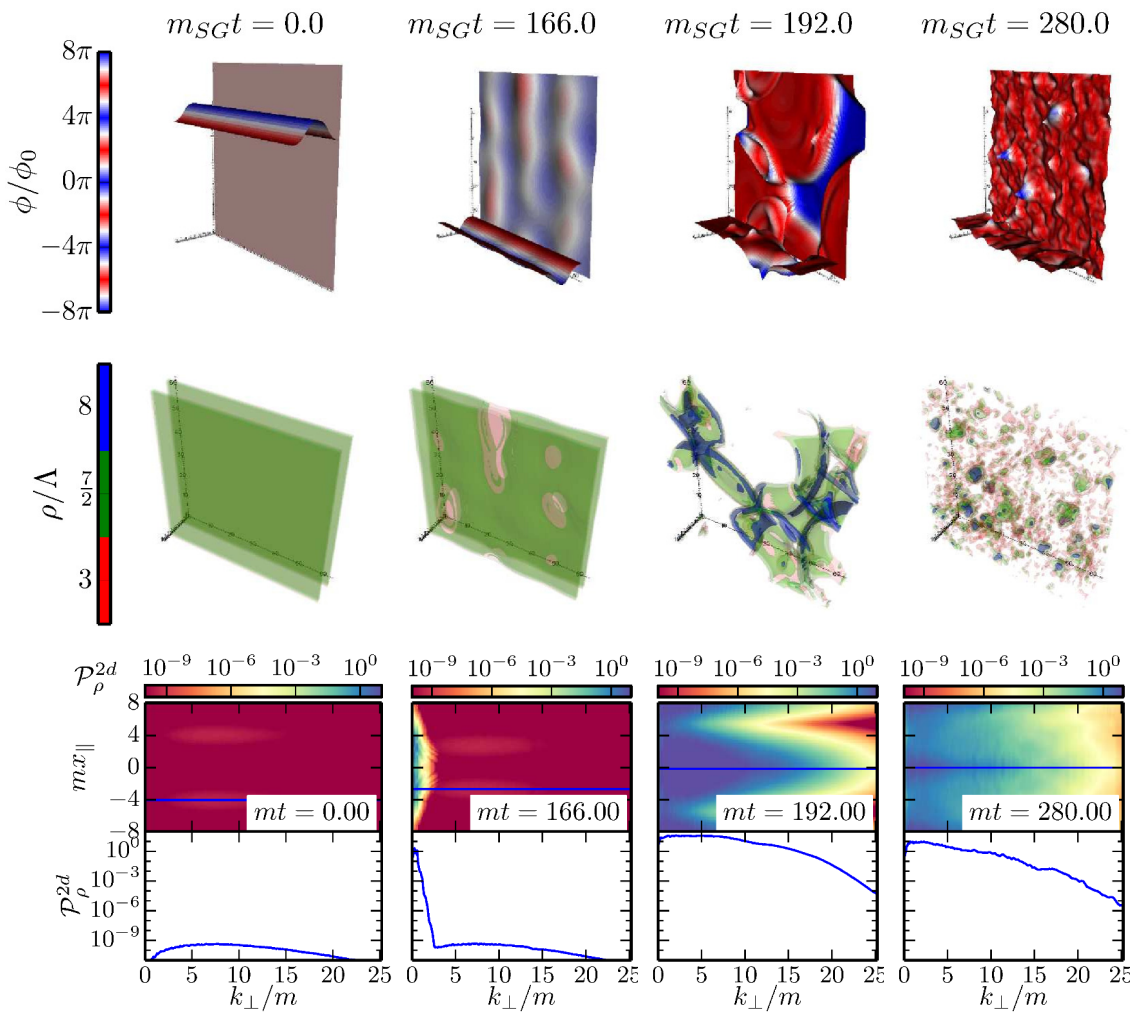 m_{SG}t = 0.0 m_{SG}t = 166.0 m_{SG}t = 192.0 m_{SG}t = 280.0
8π
4π
0π
−4π
−8π
ϕ/ϕ_0
8
7/2
3
ρ/Λ
P_ρ^{2d} 10^{-9} 10^{-6} 10^{-3} 10^0 10^{-9} 10^{-6} 10^{-3} 10^0 10^{-9} 10^{-6} 10^{-3} 10^0 10^{-9} 10^{-6} 10^{-3} 10^0
8
4
0
−4
−8
mx_∥
mt = 0.00 mt = 166.00 mt = 192.00 mt = 280.00
10^0
10^{-3}
10^{-6}
10^{-9}
P_ρ^{2d}
0 5 10 15 20 25 0 5 10 15 20 25 0 5 10 15 20 25 0 5 10 15 20 25
k_⊥/m k_⊥/m k_⊥/m k_⊥/m